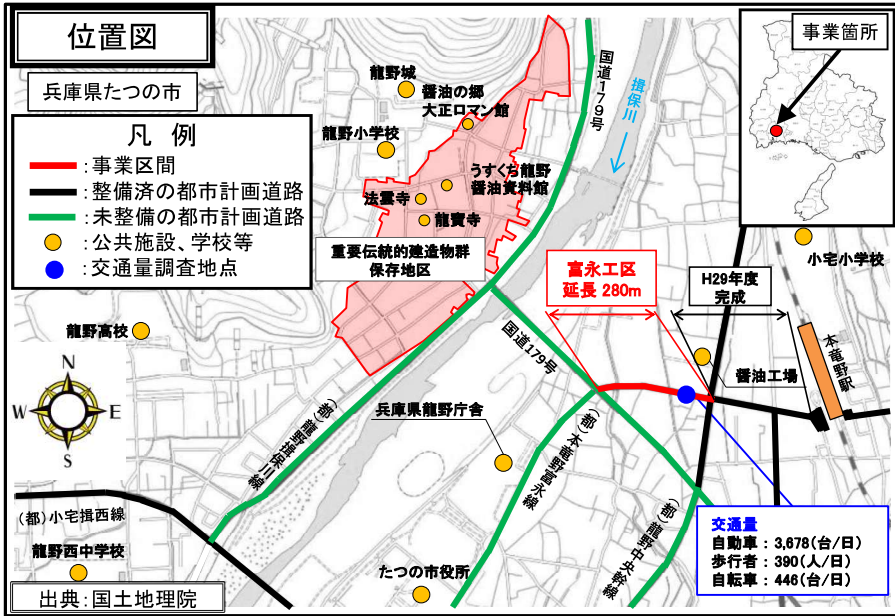 位置図
兵庫県たつの市
凡例
：事業区間
：整備済の都市計画道路
：未整備の都市計画道路
：公共施設、学校等
：交通量調査地点
龍野城
醤油の郷
大正ロマン館
龍野小学校
うすくち龍野
醤油資料館
法雲寺
龍寶寺
重要伝統的建造物群
保存地区
国道179号
揖保川
事業箇所
小宅小学校
富永工区
延長 280m
H29年度
完成
本竜野駅
醤油工場
龍野高校
N
W
E
S
国道179号
兵庫県龍野庁舎
(都)龍野揖保川線
(都)本竜野富永線
(都)龍野中央幹線
(都)小宅揖西線
龍野西中学校
たつの市役所
交通量
自動車：3,678(台/日)
歩行者：390(人/日)
自転車：446(台/日)
出典：国土地理院